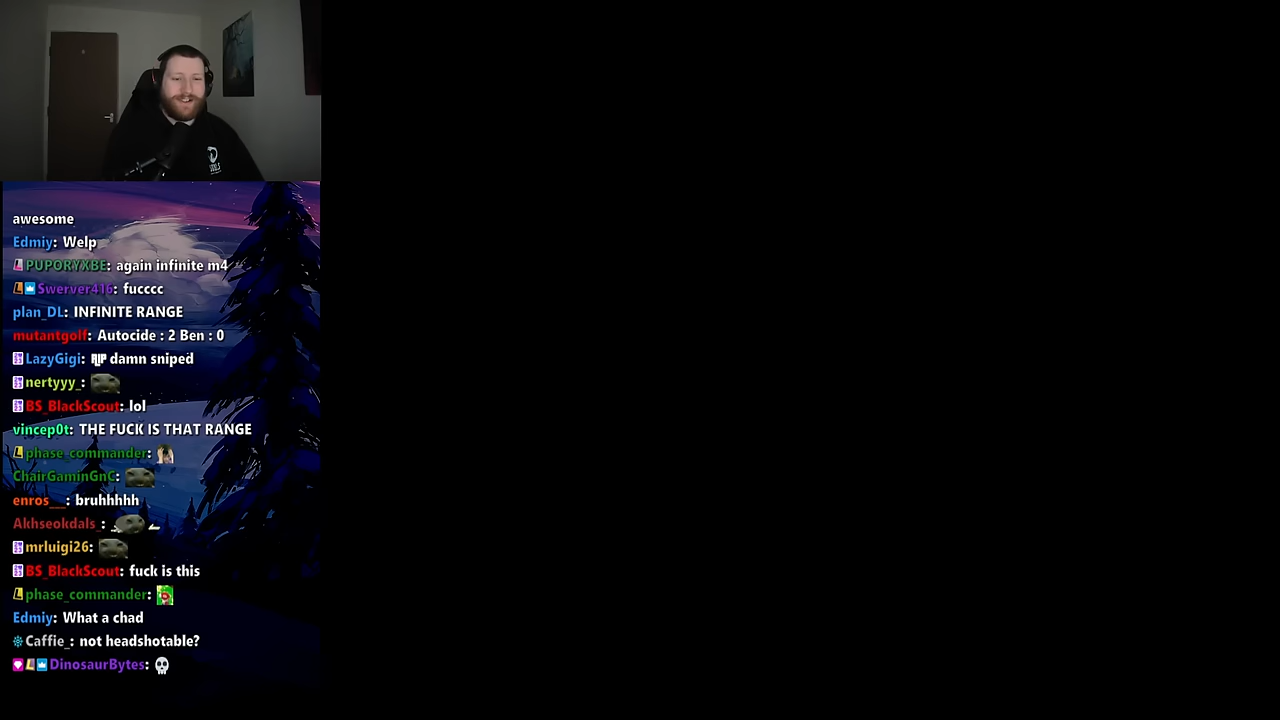 awesome
Edmiy: Welp
PUPORYXBE: again infinite m4
Swerver416: fucccc
plan_DL: INFINITE RANGE
mutantgolf: Autocide : 2 Ben : 0
LazyGigi: RIP damn sniped
nertyyy_:
BS_BlackScout: lol
vincep0t: THE FUCK IS THAT RANGE
phase_commander:
ChairGaminGnC:
enros__: bruhhhhh
Akhseokdals_:
mrluigi26:
BS_BlackScout: fuck is this
phase_commander:
Edmiy: What a chad
Caffie_: not headshotable?
DinosaurBytes: 💀